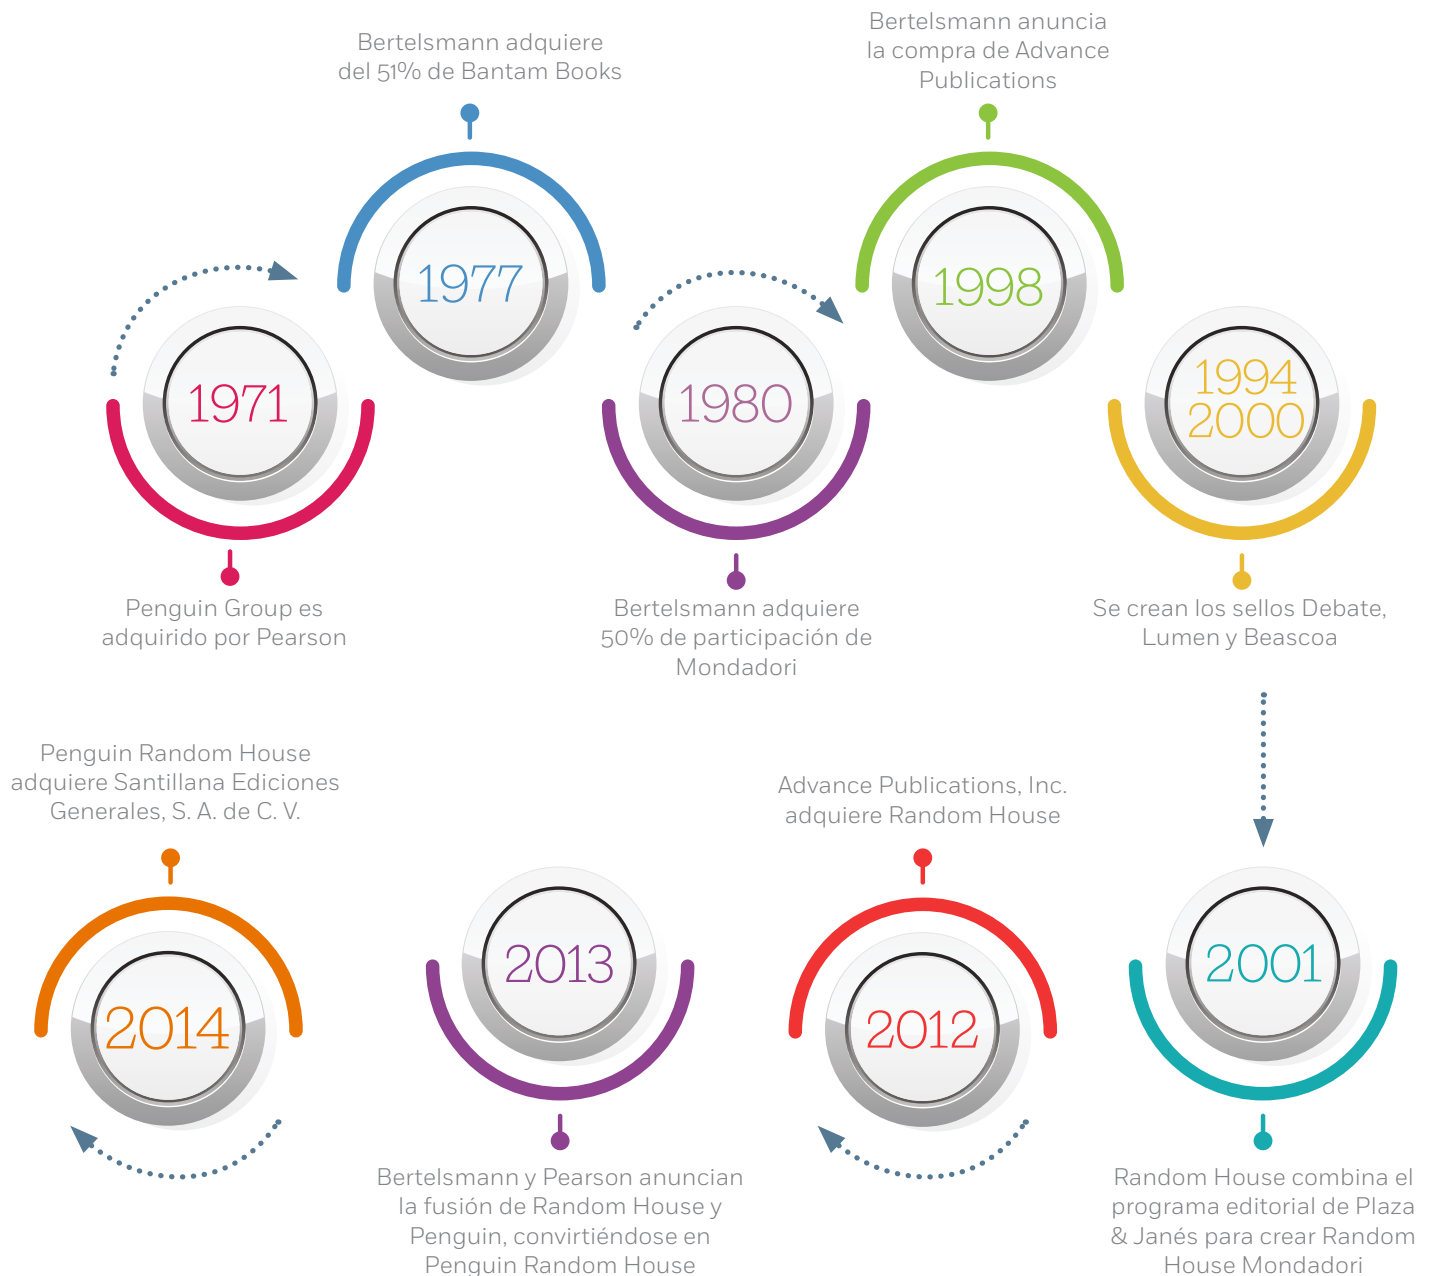 1971
Penguin Group es
adquirido por Pearson
Bertelsmann adquiere
del 51% de Bantam Books
1977
1980
Bertelsmann adquiere
50% de participación de
Mondadori
Bertelsmann anuncia
la compra de Advance
Publications
1998
1994
2000
Se crean los sellos Debate,
Lumen y Beascoa
2001
Random House combina el
programa editorial de Plaza
& Janés para crear Random
House Mondadori
Advance Publications, Inc.
adquiere Random House
2012
2013
Bertelsmann y Pearson anuncian
la fusión de Random House y
Penguin, convirtiéndose en
Penguin Random House
Penguin Random House
adquiere Santillana Ediciones
Generales, S. A. de C. V.
2014